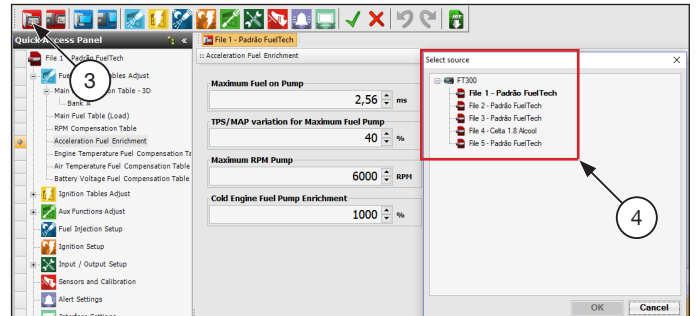 Quick Access Panel
File 1 - Padrão FuelTech
:: Acceleration Fuel Enrichment
File 1 - Padrão FuelTech
3
Main
Table - 3D
Bank A
Main Fuel Table (Load)
RPM Compensation Table
Acceleration Fuel Enrichment
Engine Temperature Fuel Compensation Ta
Air Temperature Fuel Compensation Table
Battery Voltage Fuel Compensation Table
Ignition Tables Adjust
Aux Functions Adjust
Fuel Injection Setup
Ignition Setup
Input / Output Setup
Sensors and Calibration
Alert Settings
Maximum Fuel on Pump
2,56 ms
TPS/MAP variation for Maximum Fuel Pump
40 %
Maximum RPM Pump
6000 RPM
Cold Engine Fuel Pump Enrichment
1000 %
Select source
FT300
File 1 - Padrão FuelTech
File 2 - Padrão FuelTech
File 3 - Padrão FuelTech
File 4 - Celta 1.8 Alcool
File 5 - Padrão FuelTech
4
OK
Cancel